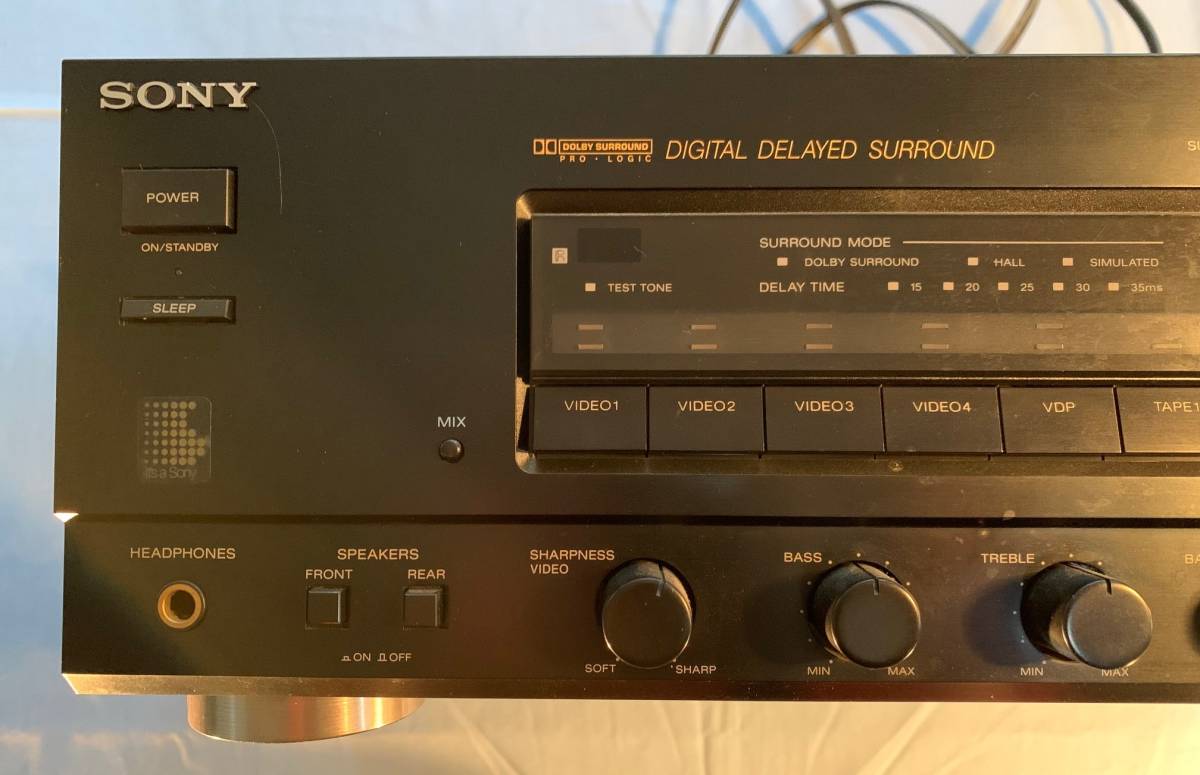 SONY
DOLBY SURROUND
PRO · LOGIC
DIGITAL DELAYED SURROUND
SU
POWER
ON/STANDBY
SLEEP
R
SURROUND MODE
DOLBY SURROUND HALL SIMULATED
TEST TONE
DELAY TIME 15 20 25 30 35ms
VIDEO1 VIDEO2 VIDEO3 VIDEO4 VDP TAPE1
MIX
It's a Sony
HEADPHONES
SPEAKERS
FRONT REAR
ON OFF
SHARPNESS
VIDEO
SOFT SHARP
BASS
MIN MAX
TREBLE
MIN MAX
BA